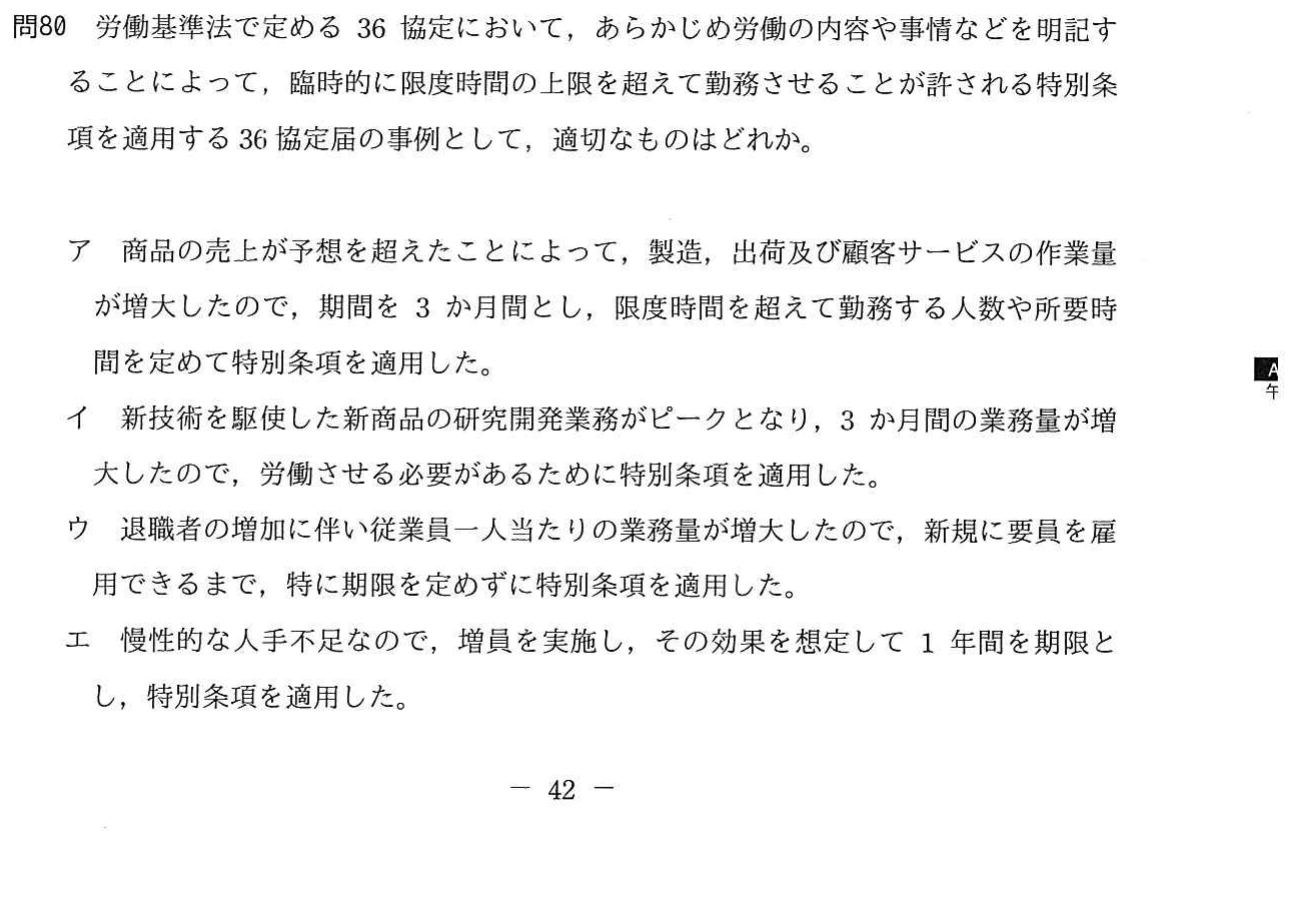 問80 労働基準法で定める 36 協定において，あらかじめ労働の内容や事情などを明記す
ることによって，臨時的に限度時間の上限を超えて勤務させることが許される特別条
項を適用する 36 協定届の事例として，適切なものはどれか。
ア 商品の売上が予想を超えたことによって，製造，出荷及び顧客サービスの作業量
が増大したので，期間を 3 か月間とし，限度時間を超えて勤務する人数や所要時
間を定めて特別条項を適用した。
イ 新技術を駆使した新商品の研究開発業務がピークとなり，3 か月間の業務量が増
大したので，労働させる必要があるために特別条項を適用した。
ウ 退職者の増加に伴い従業員一人当たりの業務量が増大したので，新規に要員を雇
用できるまで，特に期限を定めずに特別条項を適用した。
エ 慢性的な人手不足なので，増員を実施し，その効果を想定して 1 年間を期限と
し，特別条項を適用した。
A
午
－ 42 －